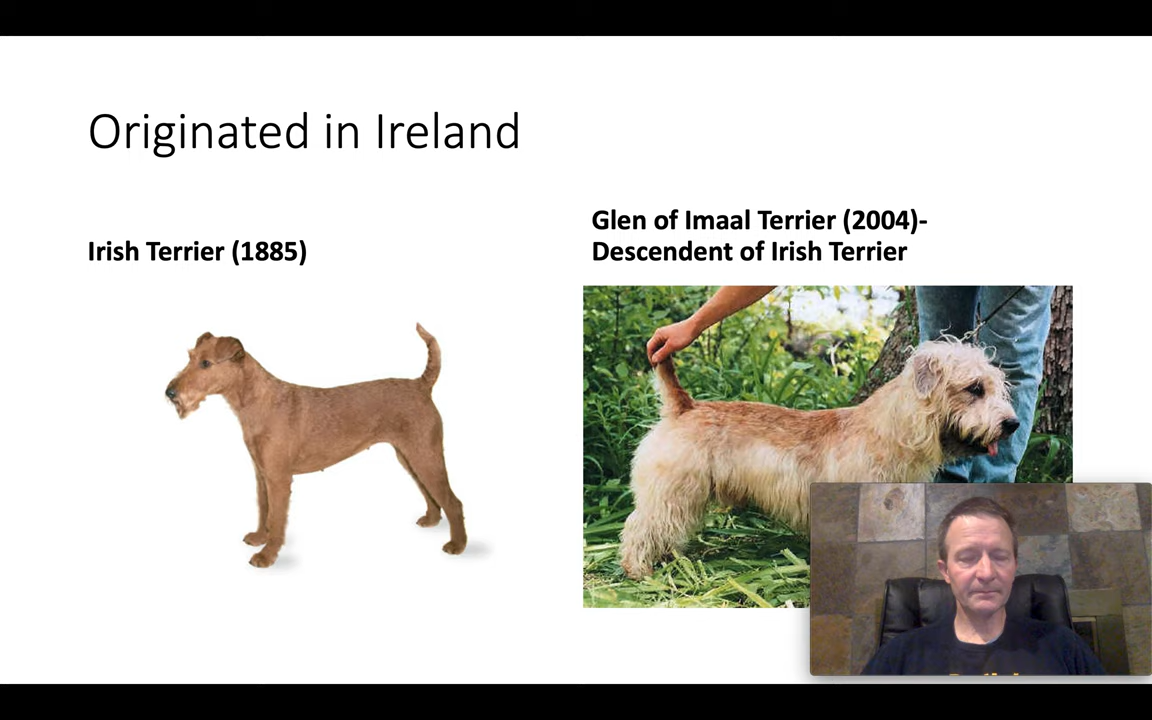 Originated in Ireland
Irish Terrier (1885)
Glen of Imaal Terrier (2004)-
Descendent of Irish Terrier